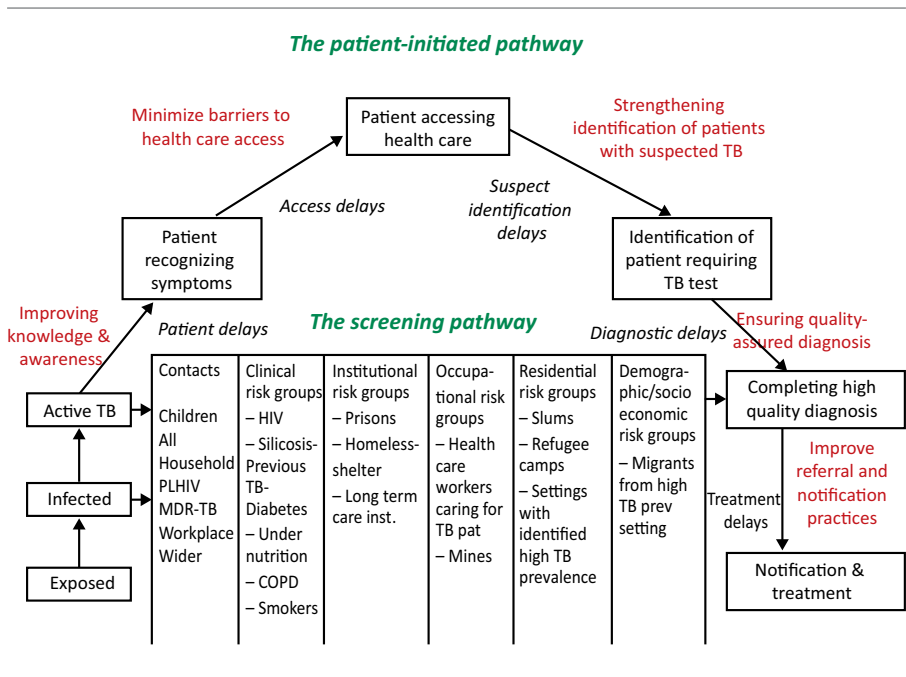 The patient-initiated pathway
Minimize barriers to
health care access
Patient accessing
health care
Strengthening
identification of patients
with suspected TB
Access delays
Suspect
identification
delays
Patient
recognizing
symptoms
Identification of
patient requiring
TB test
Improving
knowledge &
awareness
Patient delays
The screening pathway
Diagnostic delays
Ensuring quality-
assured diagnosis
Active TB
Infected
Exposed
Contacts
Children
All
Household
PLHIV
MDR-TB
Workplace
Wider
Clinical
risk groups
– HIV
– Silicosis-
Previous
TB-
Diabetes
– Under
nutrition
– COPD
– Smokers
Institutional
risk groups
– Prisons
– Homeless-
shelter
– Long term
care inst.
Occupa-
tional risk
groups
– Health
care
workers
caring for
TB pat
– Mines
Residential
risk groups
– Slums
– Refugee
camps
– Settings
with
identified
high TB
prevalence
Demogra-
phic/socio
economic
risk groups
– Migrants
from high
TB prev
setting
Completing high
quality diagnosis
Improve
referral and
notification
practices
Treatment
delays
Notification &
treatment